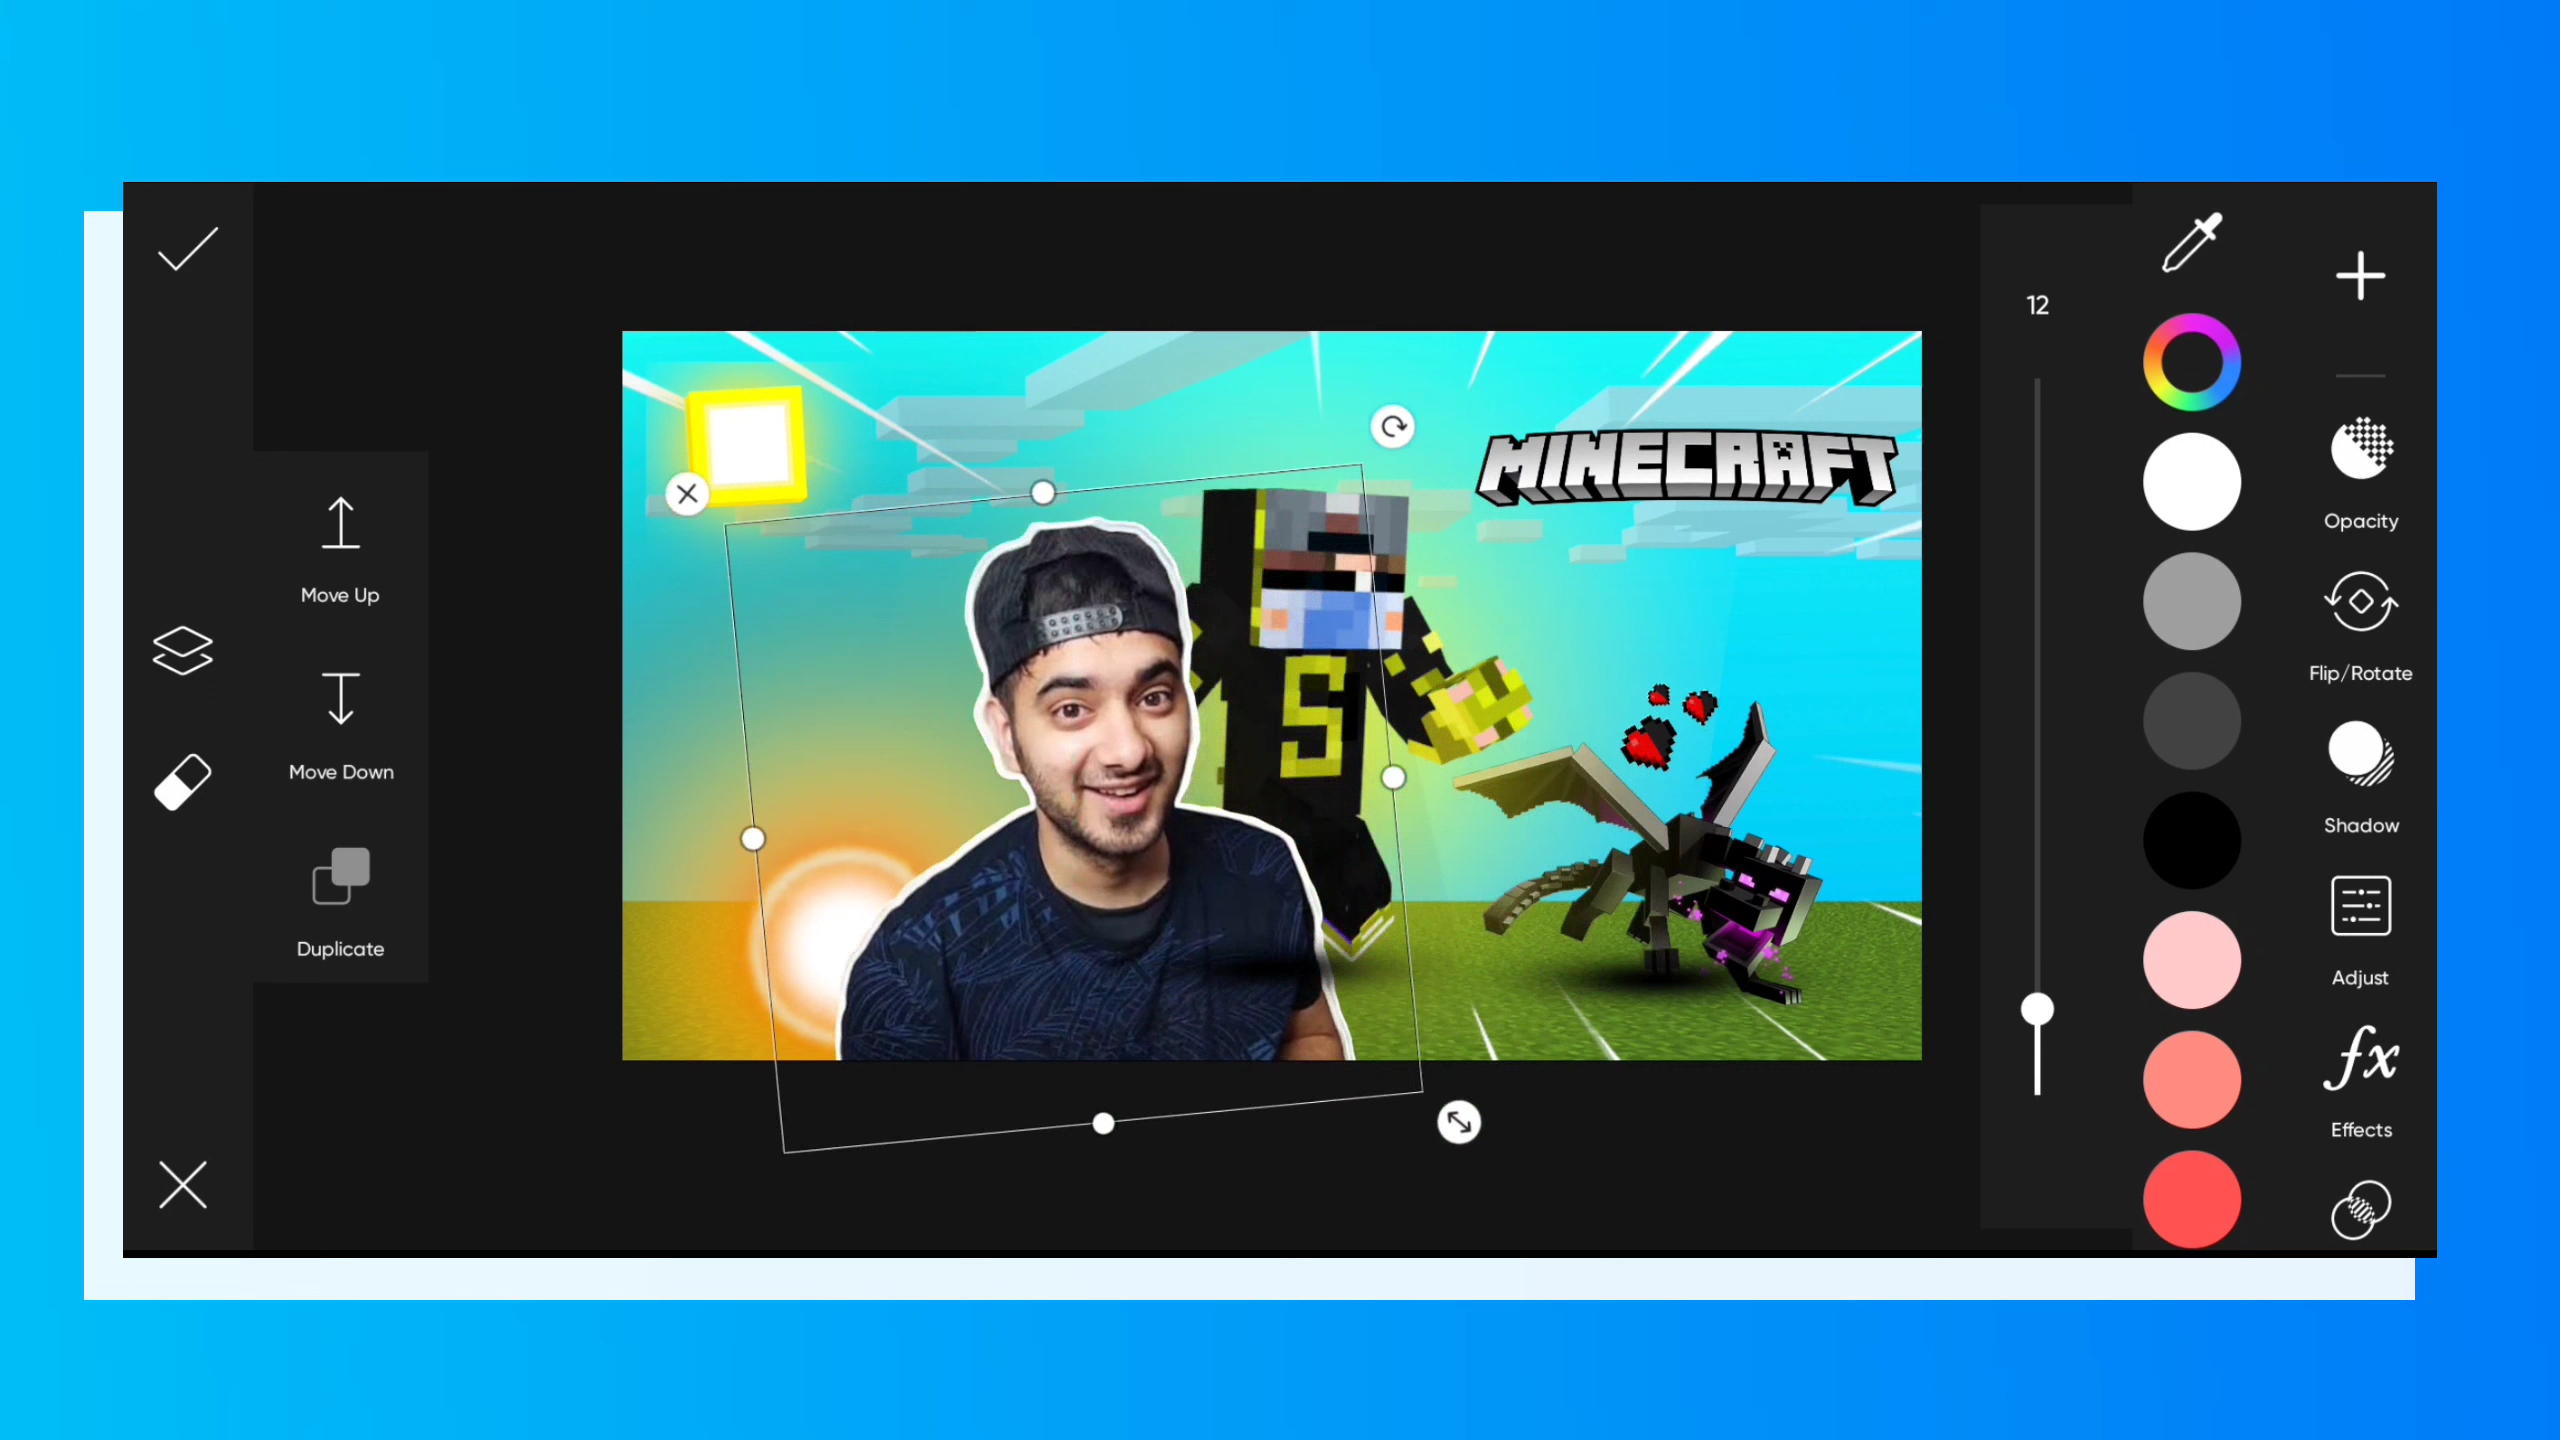 12
MINECRAFT
Opacity
Move Up
Flip/Rotate
S
Move Down
Shadow
Duplicate
Adjust
fx
Effects